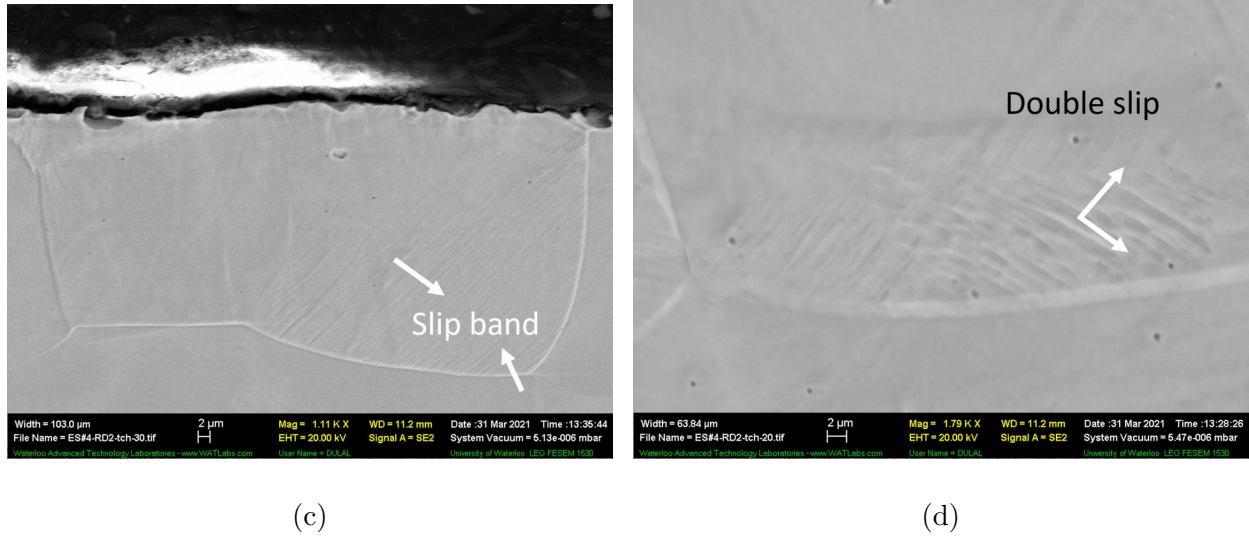 Slip band
Width = 103.0 µm
2 µm
Mag = 1.11 K X
WD = 11.2 mm
Date :31 Mar 2021
Time :13:35:44
File Name = ES#4-RD2-tch-30.tif
EHT = 20.00 kV
Signal A = SE2
System Vacuum = 5.13e-006 mbar
Waterloo Advanced Technology Laboratories - www.WATLabs.com
User Name = DULAL
University of Waterloo LEO FESEM 1530
(c)
Double slip
Width = 63.84 µm
2 µm
Mag = 1.79 K X
WD = 11.2 mm
Date :31 Mar 2021
Time :13:28:26
File Name = ES#4-RD2-tch-20.tif
EHT = 20.00 kV
Signal A = SE2
System Vacuum = 5.47e-006 mbar
Waterloo Advanced Technology Laboratories - www.WATLabs.com
User Name = DULAL
University of Waterloo LEO FESEM 1530
(d)